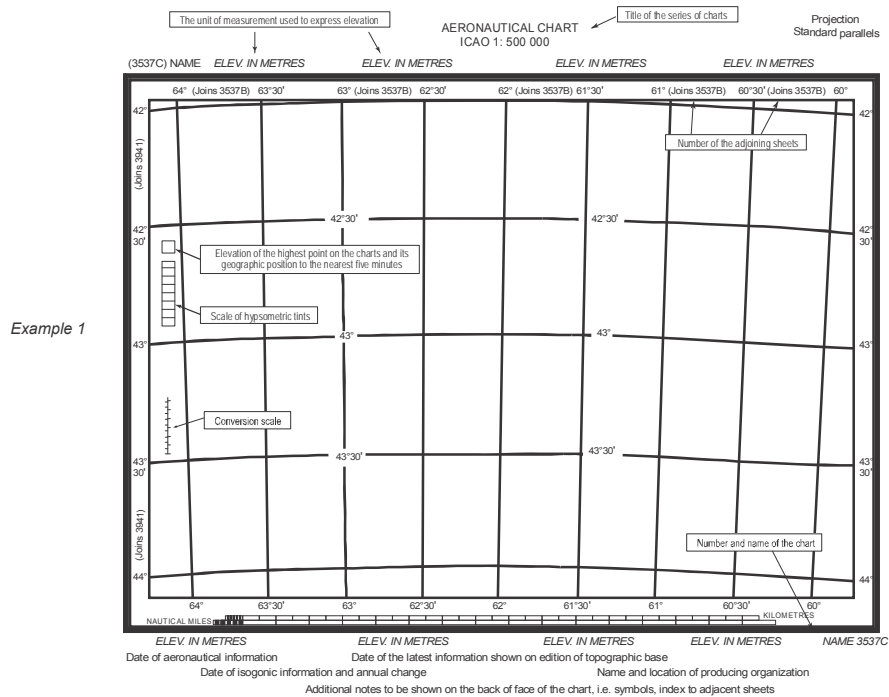 The unit of measurement used to express elevation
AERONAUTICAL CHART
ICAO 1: 500 000
Title of the series of charts
Projection
Standard parallels
(3537C) NAME ELEV. IN METRES ELEV. IN METRES ELEV. IN METRES ELEV. IN METRES
64° (Joins 3537B) 63°30' 63° (Joins 3537B) 62°30' 62° (Joins 3537B) 61°30' 61° (Joins 3537B) 60°30' (Joins 3537B) 60°
42° 42°
Number of the adjoining sheets
(Joins 3941)
42°30' 42°30'
42°
30'
42°
30'
Elevation of the highest point on the charts and its
geographic position to the nearest five minutes
Scale of hypsometric tints
Example 1
43° 43° 43° 43°
Conversion scale
43°30' 43°30'
43°
30'
43°
30'
(Joins 3941)
Number and name of the chart
44° 44°
64° 63°30' 63° 62°30' 62° 61°30' 61° 60°30' 60°
NAUTICAL MILES KILOMETRES
ELEV. IN METRES ELEV. IN METRES ELEV. IN METRES ELEV. IN METRES NAME 3537C
Date of aeronautical information Date of the latest information shown on edition of topographic base
Date of isogonic information and annual change Name and location of producing organization
Additional notes to be shown on the back of face of the chart, i.e. symbols, index to adjacent sheets